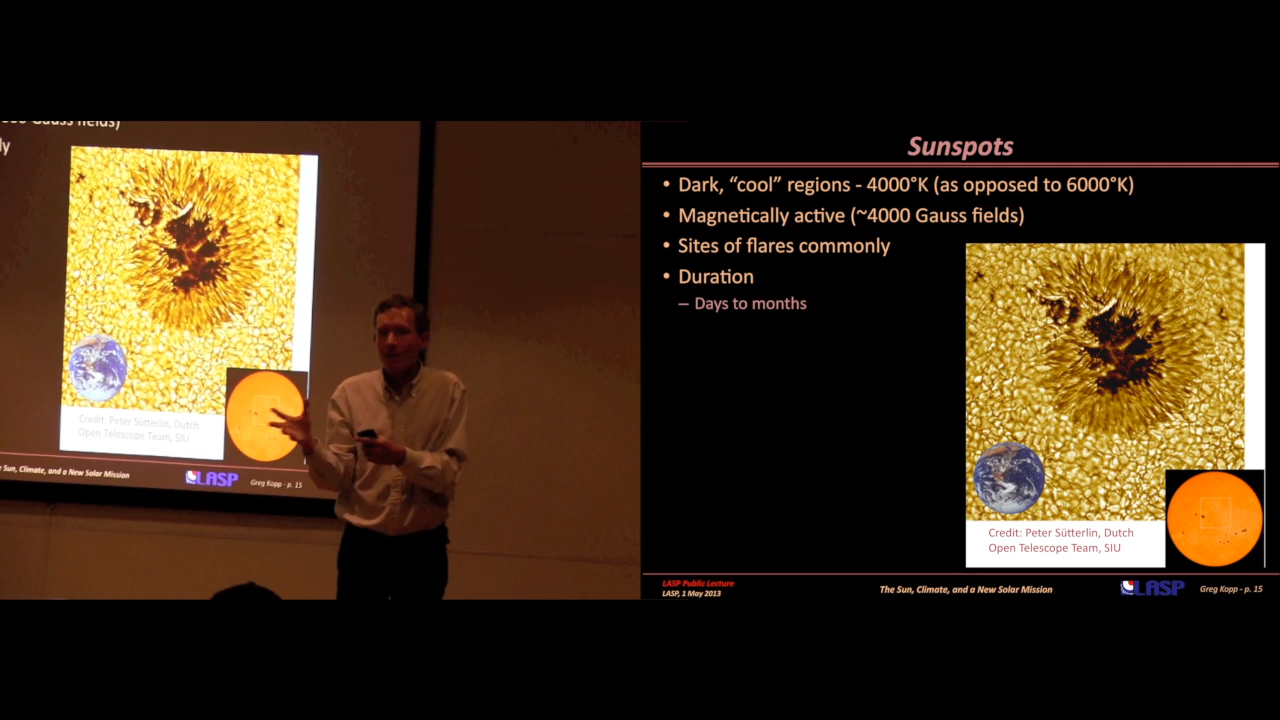 000 Gauss fields)
ly
Credit: Peter Sütterlin, Dutch
Open Telescope Team, SIU
Sun, Climate, and a New Solar Mission
LASP
Greg Kopp - p. 15
Sunspots
• Dark, “cool” regions - 4000°K (as opposed to 6000°K)
• Magnetically active (~4000 Gauss fields)
• Sites of flares commonly
• Duration
– Days to months
Credit: Peter Sütterlin, Dutch
Open Telescope Team, SIU
LASP Public Lecture
LASP, 1 May 2013
The Sun, Climate, and a New Solar Mission
LASP
Greg Kopp - p. 15